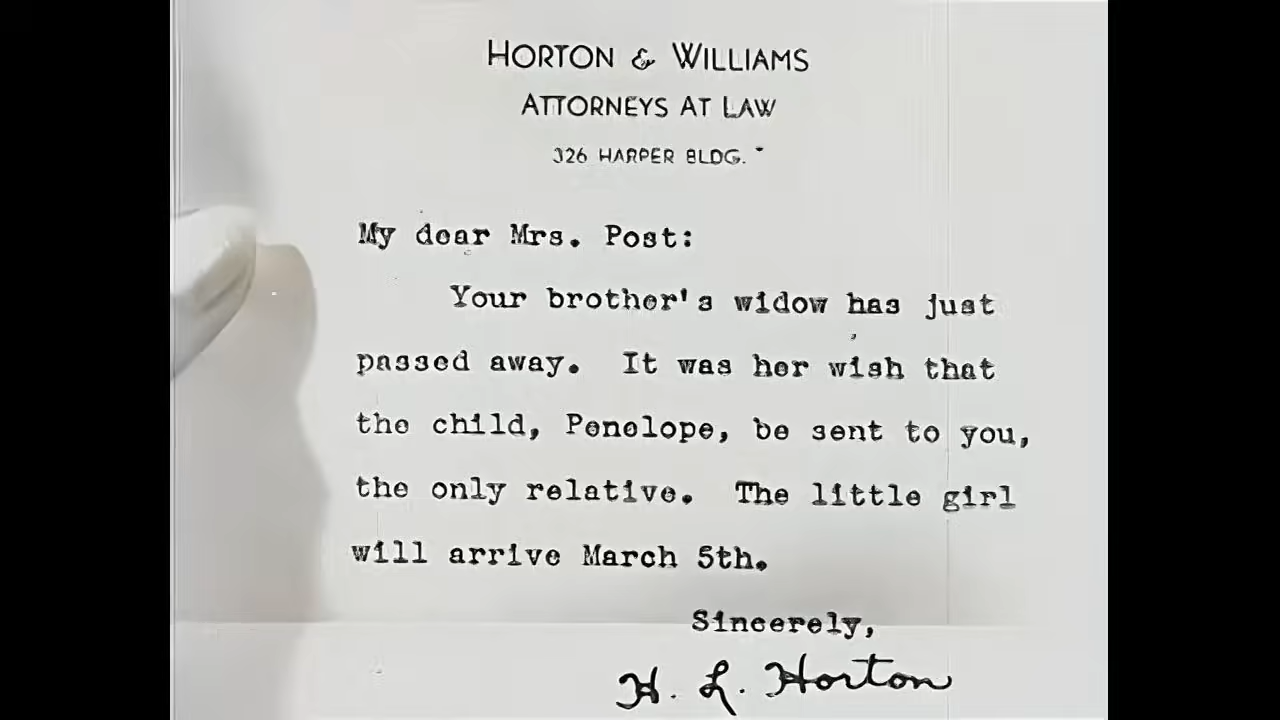 HORTON & WILLIAMS
ATTORNEYS AT LAW
326 HARPER BLDG.
My dear Mrs. Post:
Your brother's widow has just
passed away. It was her wish that
the child, Penelope, be sent to you,
the only relative. The little girl
will arrive March 5th.
Sincerely,
H. L. Horton